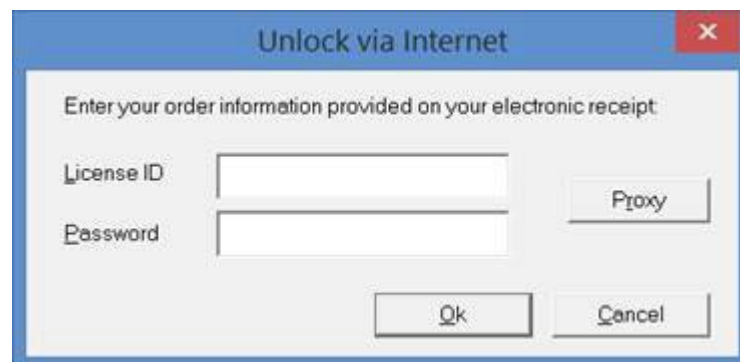 Unlock via Internet
Enter your order information provided on your electronic receipt
License ID
Proxy
Password
Ok Cancel